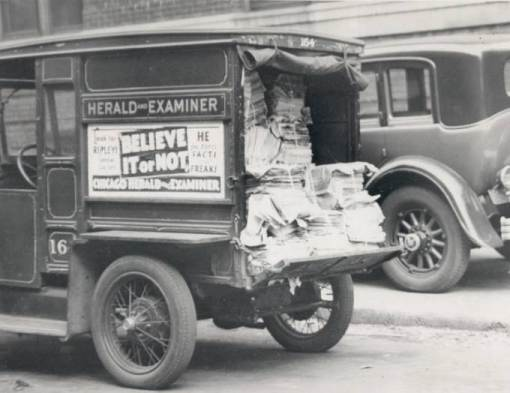 164
HERALD AND EXAMINER
RIPLEY
BELIEVE
IT OR NOT
HE
FACTS
FREAKS
CHICAGO HERALD AND EXAMINER
16